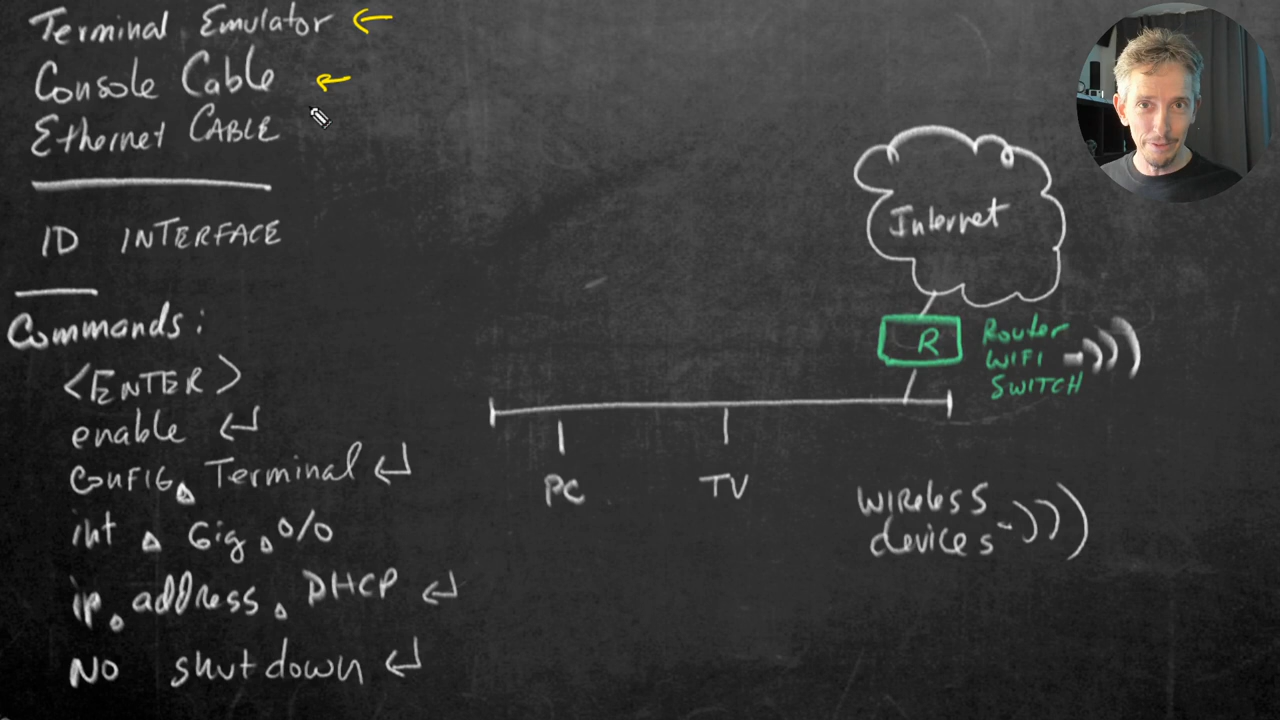 Terminal Emulator
Console Cable
Ethernet CABLE
ID INTERFACE
Commands:
<ENTER>
enable
CONFIG Terminal
int Gig 0/0
ip address DHCP
NO shutdown
Internet
R
Router
WIFI
SWITCH
PC
TV
WIRELESS
devices